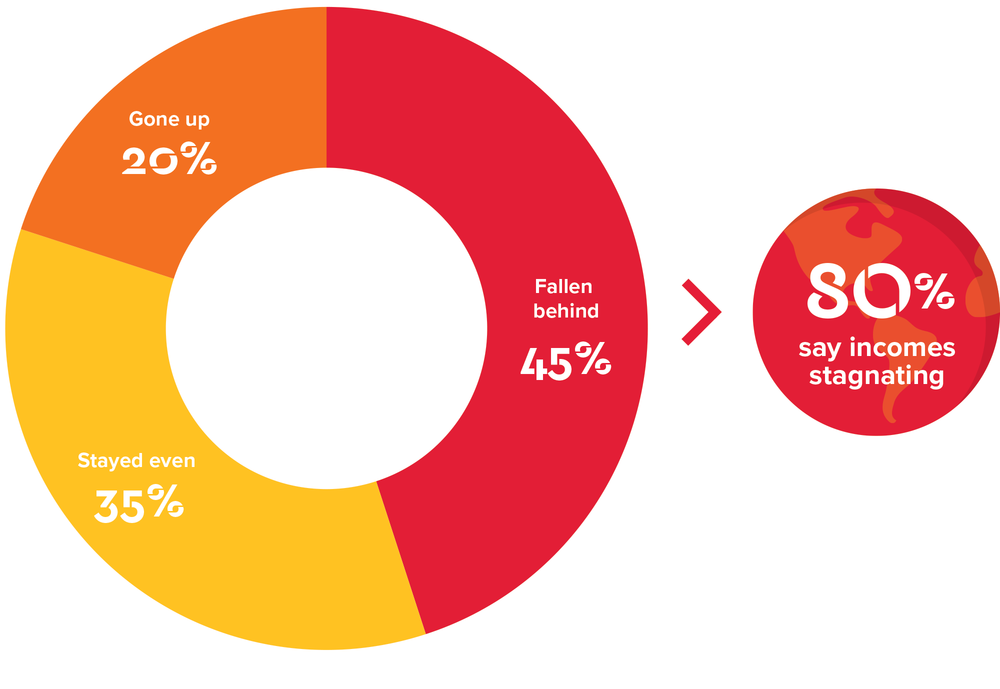 Gone up
20%
Fallen
behind
45%
Stayed even
35%
80%
say incomes
stagnating